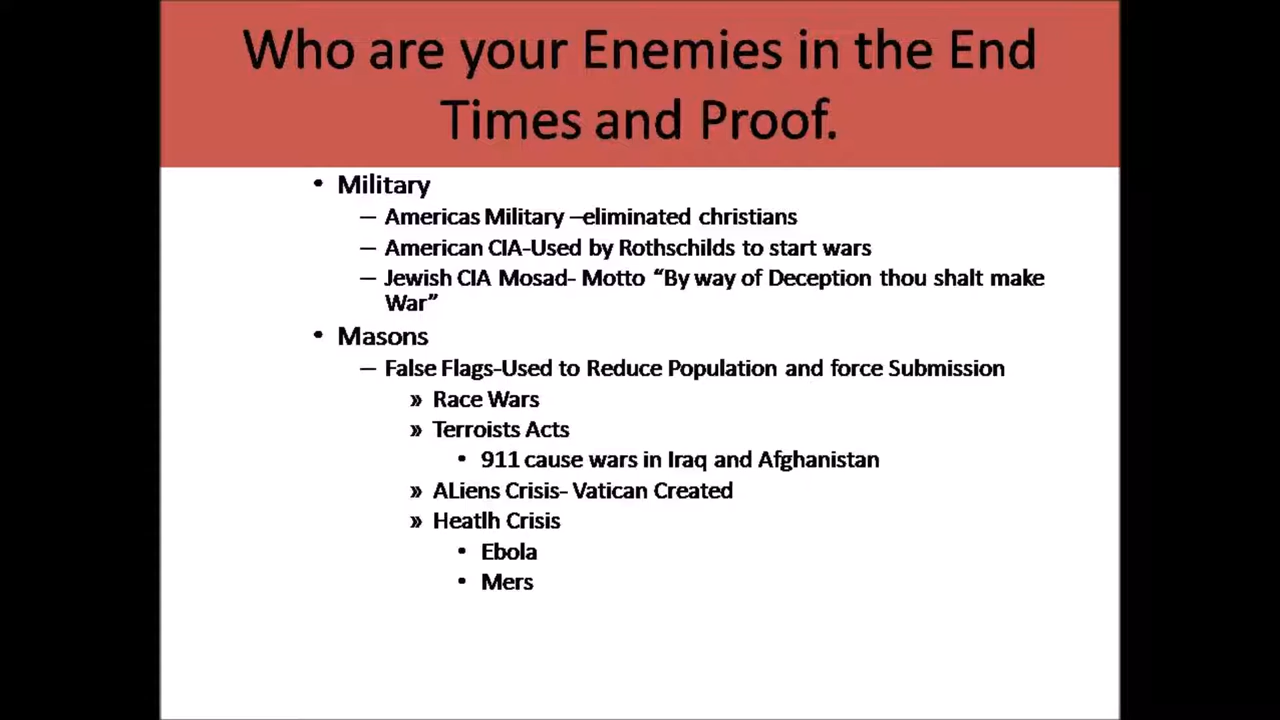 Who are your Enemies in the End
Times and Proof.
• Military
– Americas Military –eliminated christians
– American CIA-Used by Rothschilds to start wars
– Jewish CIA Mosad- Motto “By way of Deception thou shalt make
War”
• Masons
– False Flags-Used to Reduce Population and force Submission
» Race Wars
» Terroists Acts
• 911 cause wars in Iraq and Afghanistan
» ALiens Crisis- Vatican Created
» Heatlh Crisis
• Ebola
• Mers